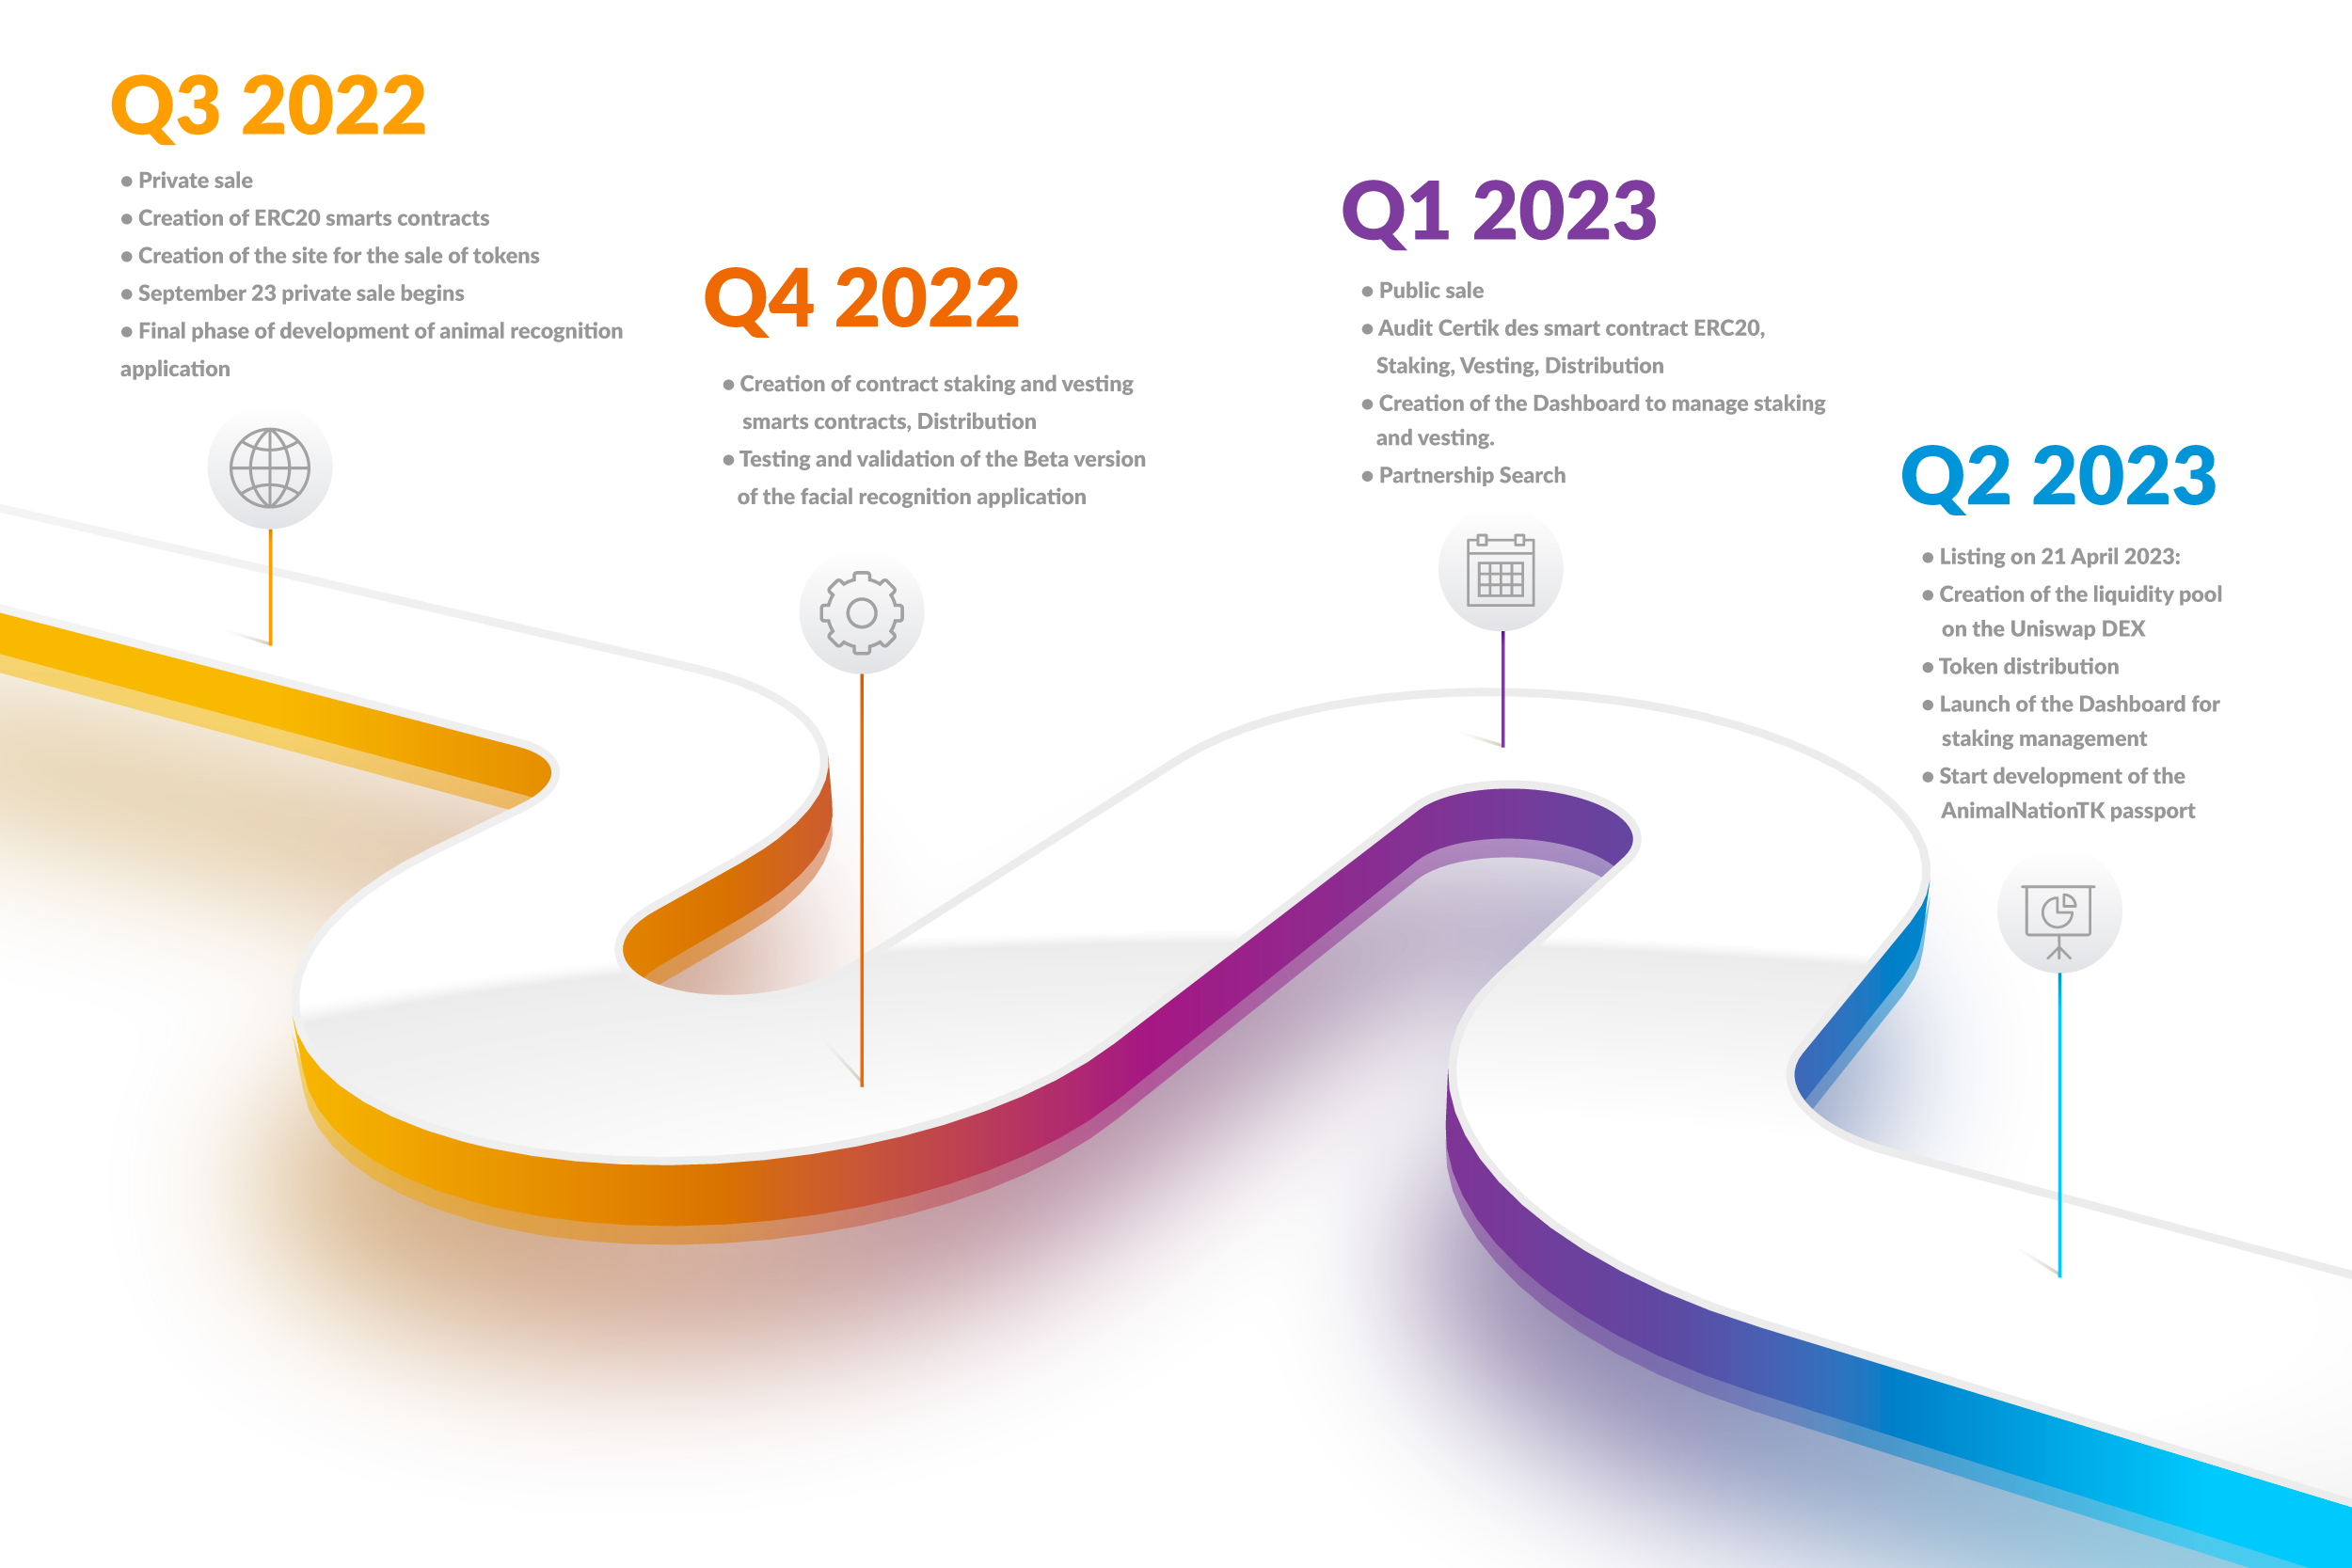 Q3 2022
● Private sale
● Creation of ERC20 smarts contracts
● Creation of the site for the sale of tokens
● September 23 private sale begins
● Final phase of development of animal recognition
application
Q4 2022
● Creation of contract staking and vesting
smarts contracts, Distribution
● Testing and validation of the Beta version
of the facial recognition application
Q1 2023
● Public sale
● Audit Certik des smart contract ERC20,
Staking, Vesting, Distribution
● Creation of the Dashboard to manage staking
and vesting.
● Partnership Search
Q2 2023
● Listing on 21 April 2023:
● Creation of the liquidity pool
on the Uniswap DEX
● Token distribution
● Launch of the Dashboard for
staking management
● Start development of the
AnimalNationTK passport